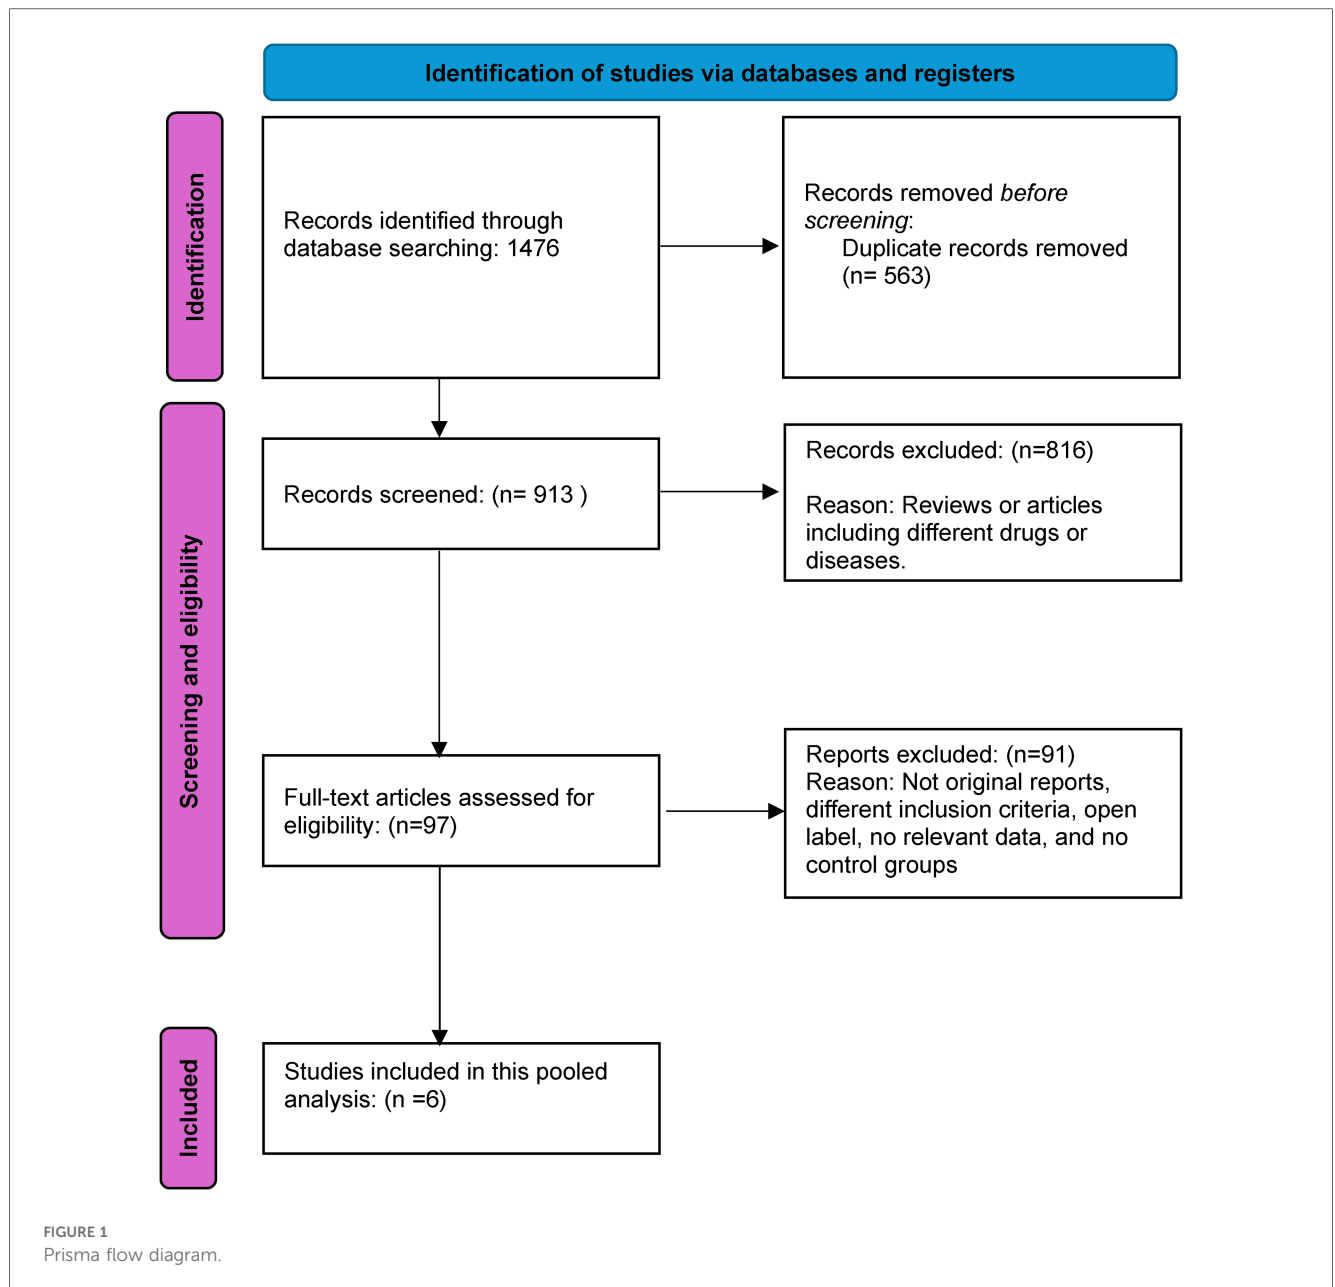 Identification of studies via databases and registers
Identification
Records identified through
database searching: 1476
Records removed before
screening:
Duplicate records removed
(n= 563)
Screening and eligibility
Records screened: (n= 913 )
Records excluded: (n=816)
Reason: Reviews or articles
including different drugs or
diseases.
Full-text articles assessed for
eligibility: (n=97)
Reports excluded: (n=91)
Reason: Not original reports,
different inclusion criteria, open
label, no relevant data, and no
control groups
Included
Studies included in this pooled
analysis: (n =6)
FIGURE 1
Prisma flow diagram.